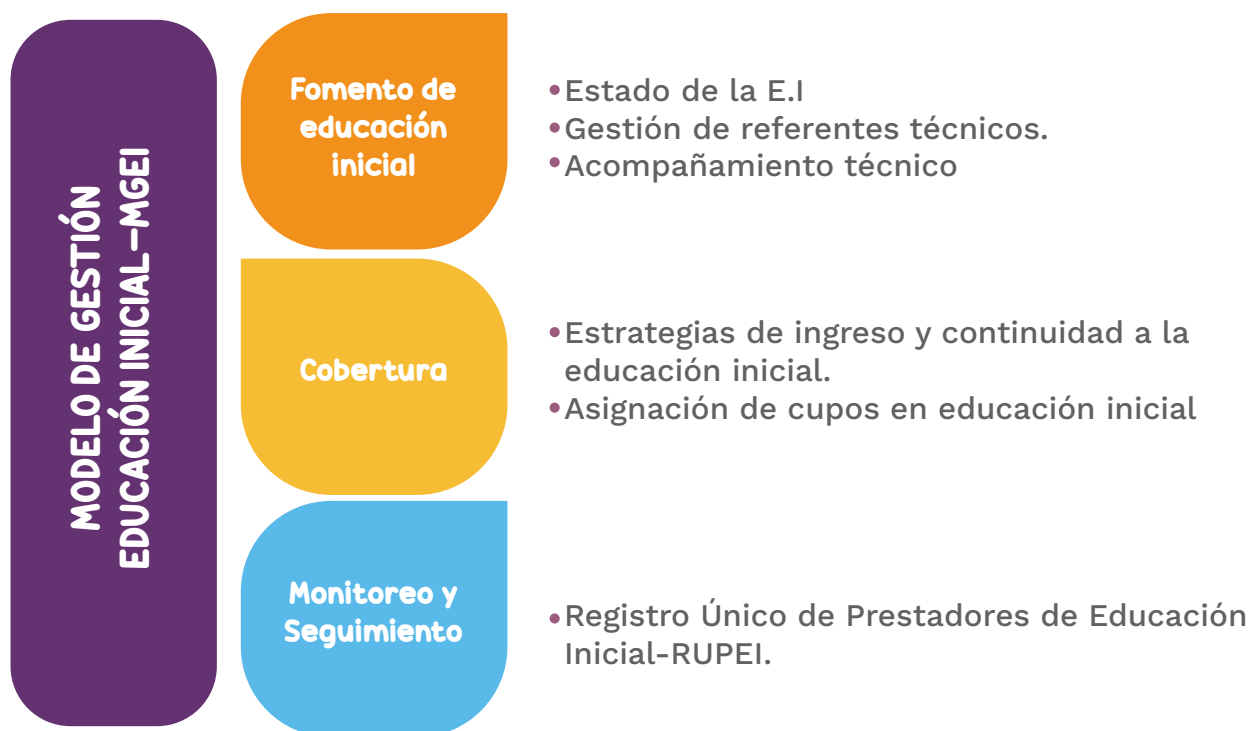 MODELO DE GESTIÓN
EDUCACIÓN INICIAL–MGEI
Fomento de
educación
inicial
•Estado de la E.I
•Gestión de referentes técnicos.
•Acompañamiento técnico
Cobertura
•Estrategias de ingreso y continuidad a la
educación inicial.
•Asignación de cupos en educación inicial
Monitoreo y
Seguimiento
•Registro Único de Prestadores de Educación
Inicial-RUPEI.